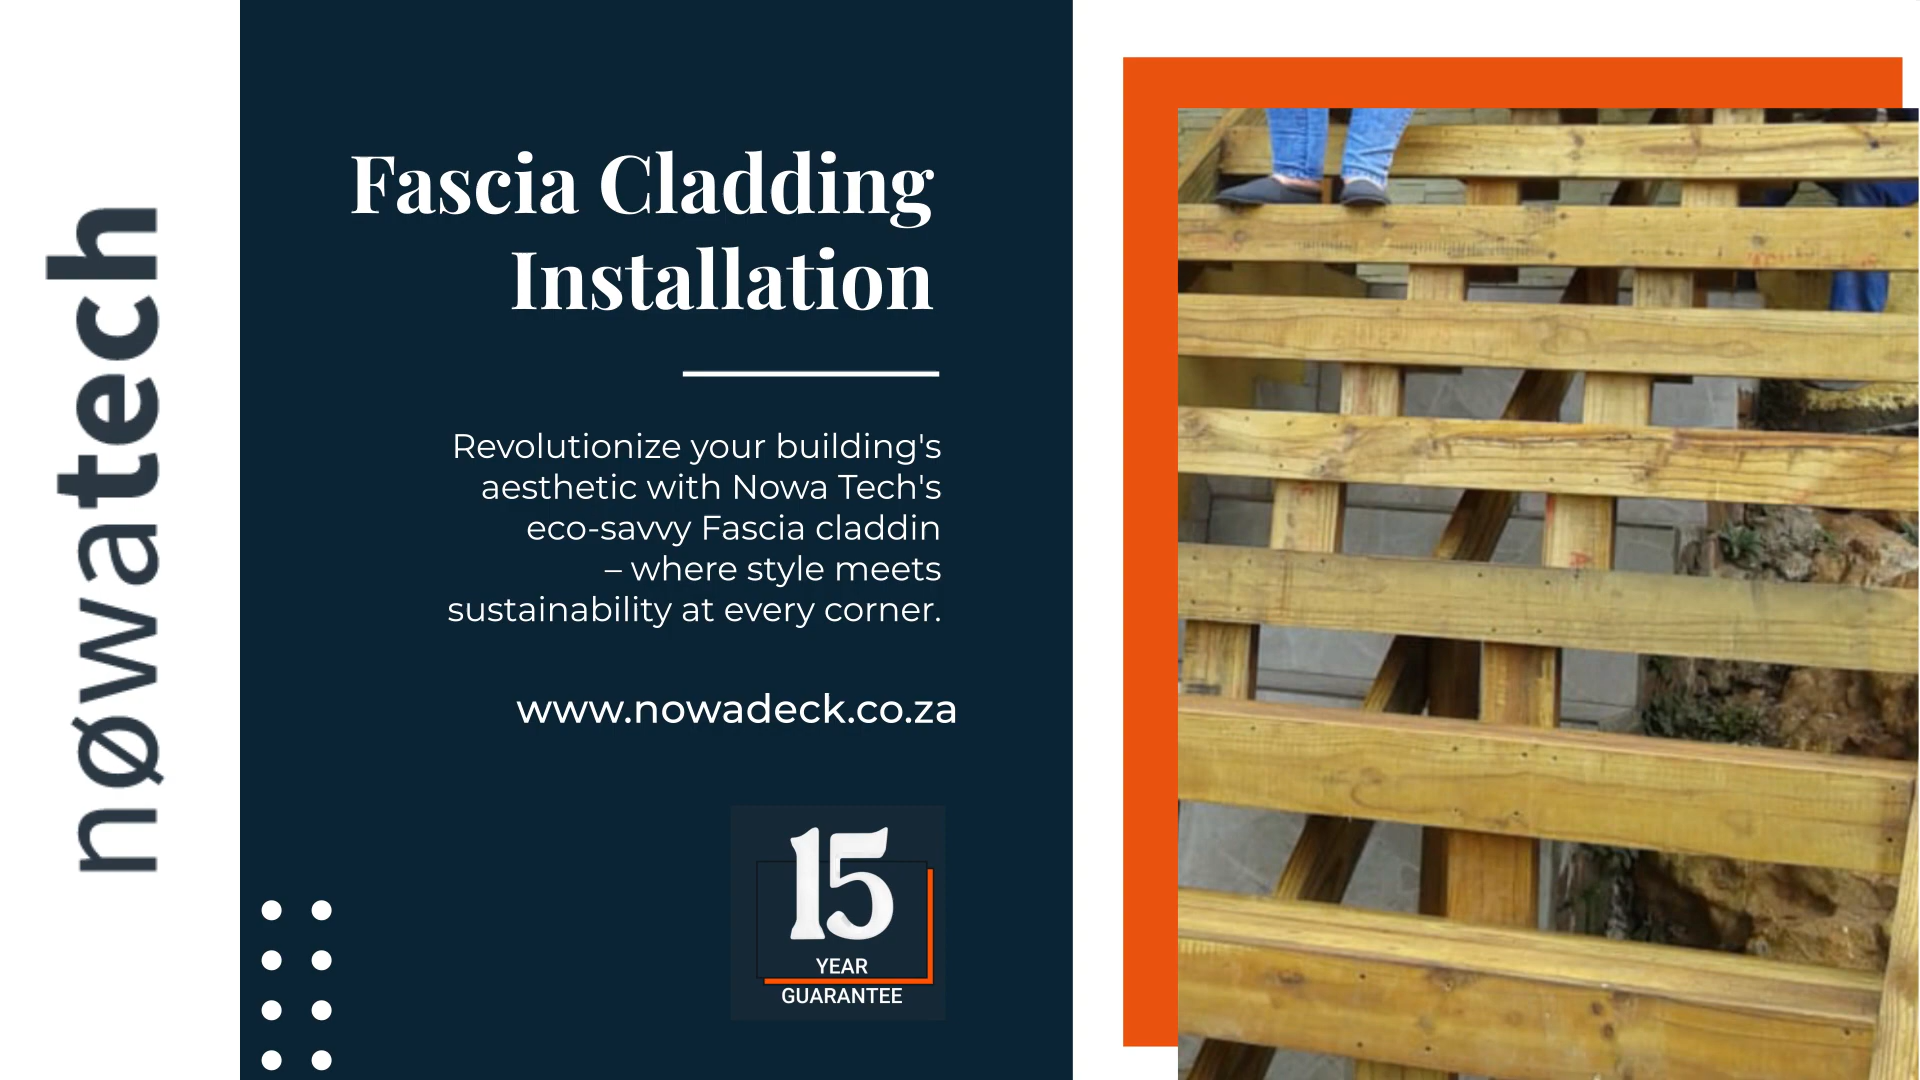 nøwatech
Fascia Cladding
Installation
Revolutionize your building's
aesthetic with Nowa Tech's
eco-savvy Fascia claddin
– where style meets
sustainability at every corner.
www.nowadeck.co.za
15
YEAR
GUARANTEE